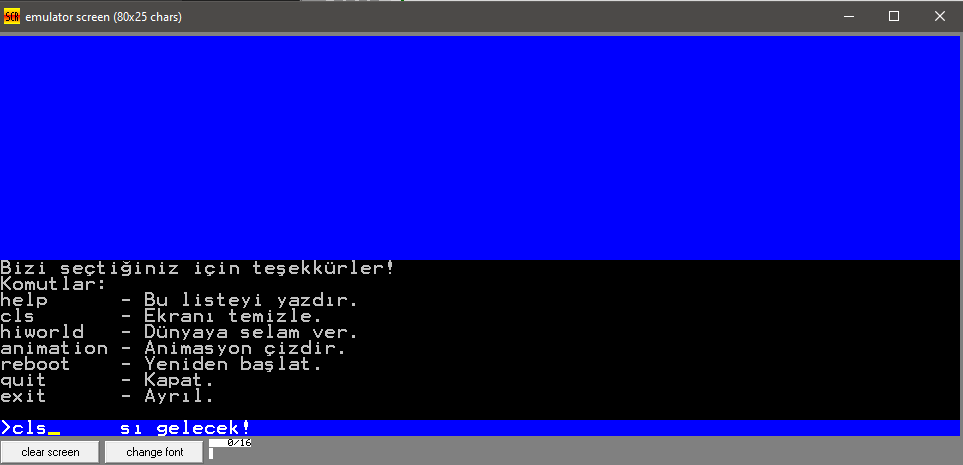 SCR emulator screen (80x25 chars)
Bizi seçtiğiniz için teşekkürler!
Komutlar:
help - Bu listeyi yazdır.
cls - Ekranı temizle.
hiworld - Dünyaya selam ver.
animation - Animasyon çizdir.
reboot - Yeniden başlat.
quit - Kapat.
exit - Ayrıl.
>cls_ sı gelecek!
clear screen change font 0/16